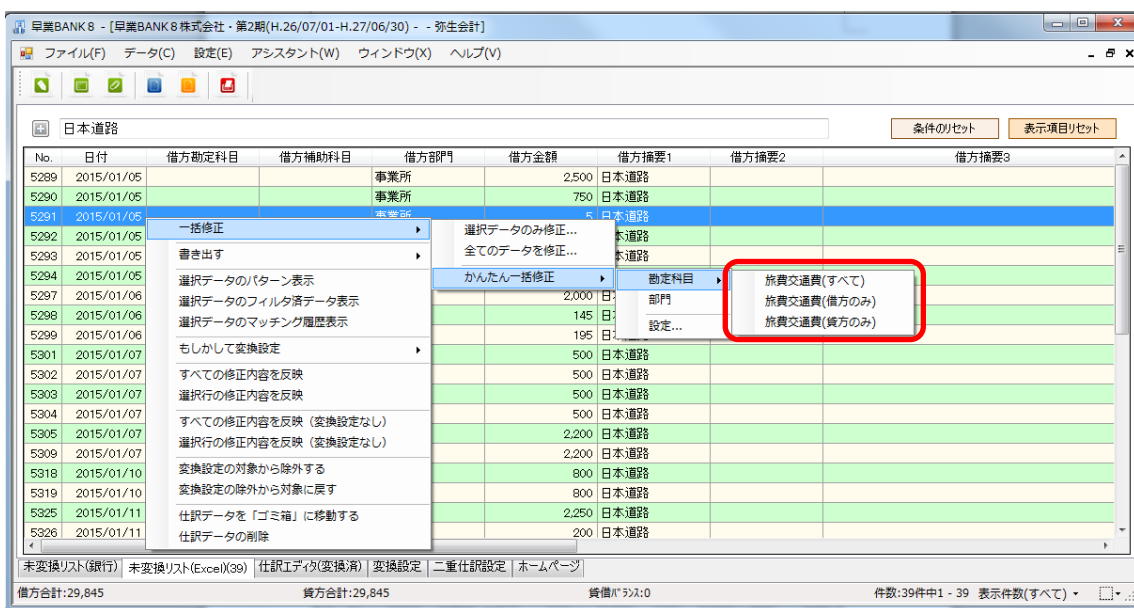 早業BANK８ - [早業BANK８株式会社・第2期(H.26/07/01-H.27/06/30) - - 弥生会計]
ファイル(F) データ(C) 設定(E) アシスタント(W) ウィンドウ(X) ヘルプ(V)
日本道路 条件のリセット 表示項目リセット
No. 日付 借方勘定科目 借方補助科目 借方部門 借方金額 借方摘要1 借方摘要2 借方摘要3
5289 2015/01/05 事業所 2,500 日本道路
5290 2015/01/05 事業所 750 日本道路
5291 2015/01/05 事業所 5 日本道路
5292 2015/01/05 本道路
5293 2015/01/05 本道路
5294 2015/01/05
5297 2015/01/06 2,000 日
5298 2015/01/06 145 日
5299 2015/01/06 195 日
5301 2015/01/07 500 日本道路
5302 2015/01/07 500 日本道路
5303 2015/01/07 500 日本道路
5304 2015/01/07 500 日本道路
5305 2015/01/07 2,200 日本道路
5309 2015/01/07 2,200 日本道路
5318 2015/01/10 800 日本道路
5319 2015/01/10 800 日本道路
5325 2015/01/11 2,250 日本道路
5326 2015/01/11 200 日本道路
一括修正
書き出す
選択データのパターン表示
選択データのフィルタ済データ表示
選択データのマッチング履歴表示
もしかして変換設定
すべての修正内容を反映
選択行の修正内容を反映
すべての修正内容を反映（変換設定なし）
選択行の修正内容を反映（変換設定なし）
変換設定の対象から除外する
変換設定の除外から対象に戻す
仕訳データを「ゴミ箱」に移動する
仕訳データの削除
選択データのみ修正...
全てのデータを修正...
かんたん一括修正
勘定科目
部門
設定...
旅費交通費(すべて)
旅費交通費(借方のみ)
旅費交通費(貸方のみ)
未変換リスト(銀行) 未変換リスト(Excel)(39) 仕訳エディタ(変換済) 変換設定 二重仕訳設定 ホームページ
借方合計:29,845 貸方合計:29,845 貸借ﾊﾞﾗﾝｽ:0 件数:39件中1 - 39 表示件数(すべて)